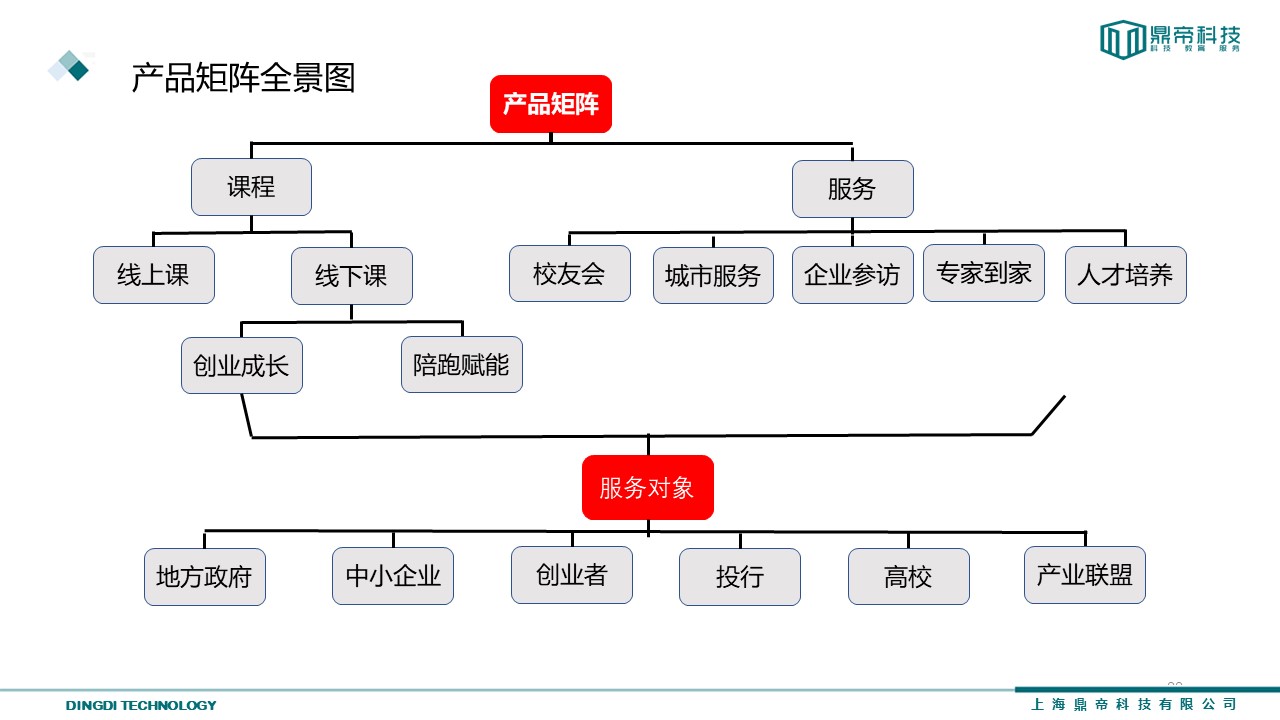 鼎帝科技
科技 教育 服务
产品矩阵全景图
产品矩阵
课程
服务
线上课
线下课
校友会
城市服务
企业参访
专家到家
人才培养
创业成长
陪跑赋能
服务对象
地方政府
中小企业
创业者
投行
高校
产业联盟
DINGDI TECHNOLOGY
上海鼎帝科技有限公司